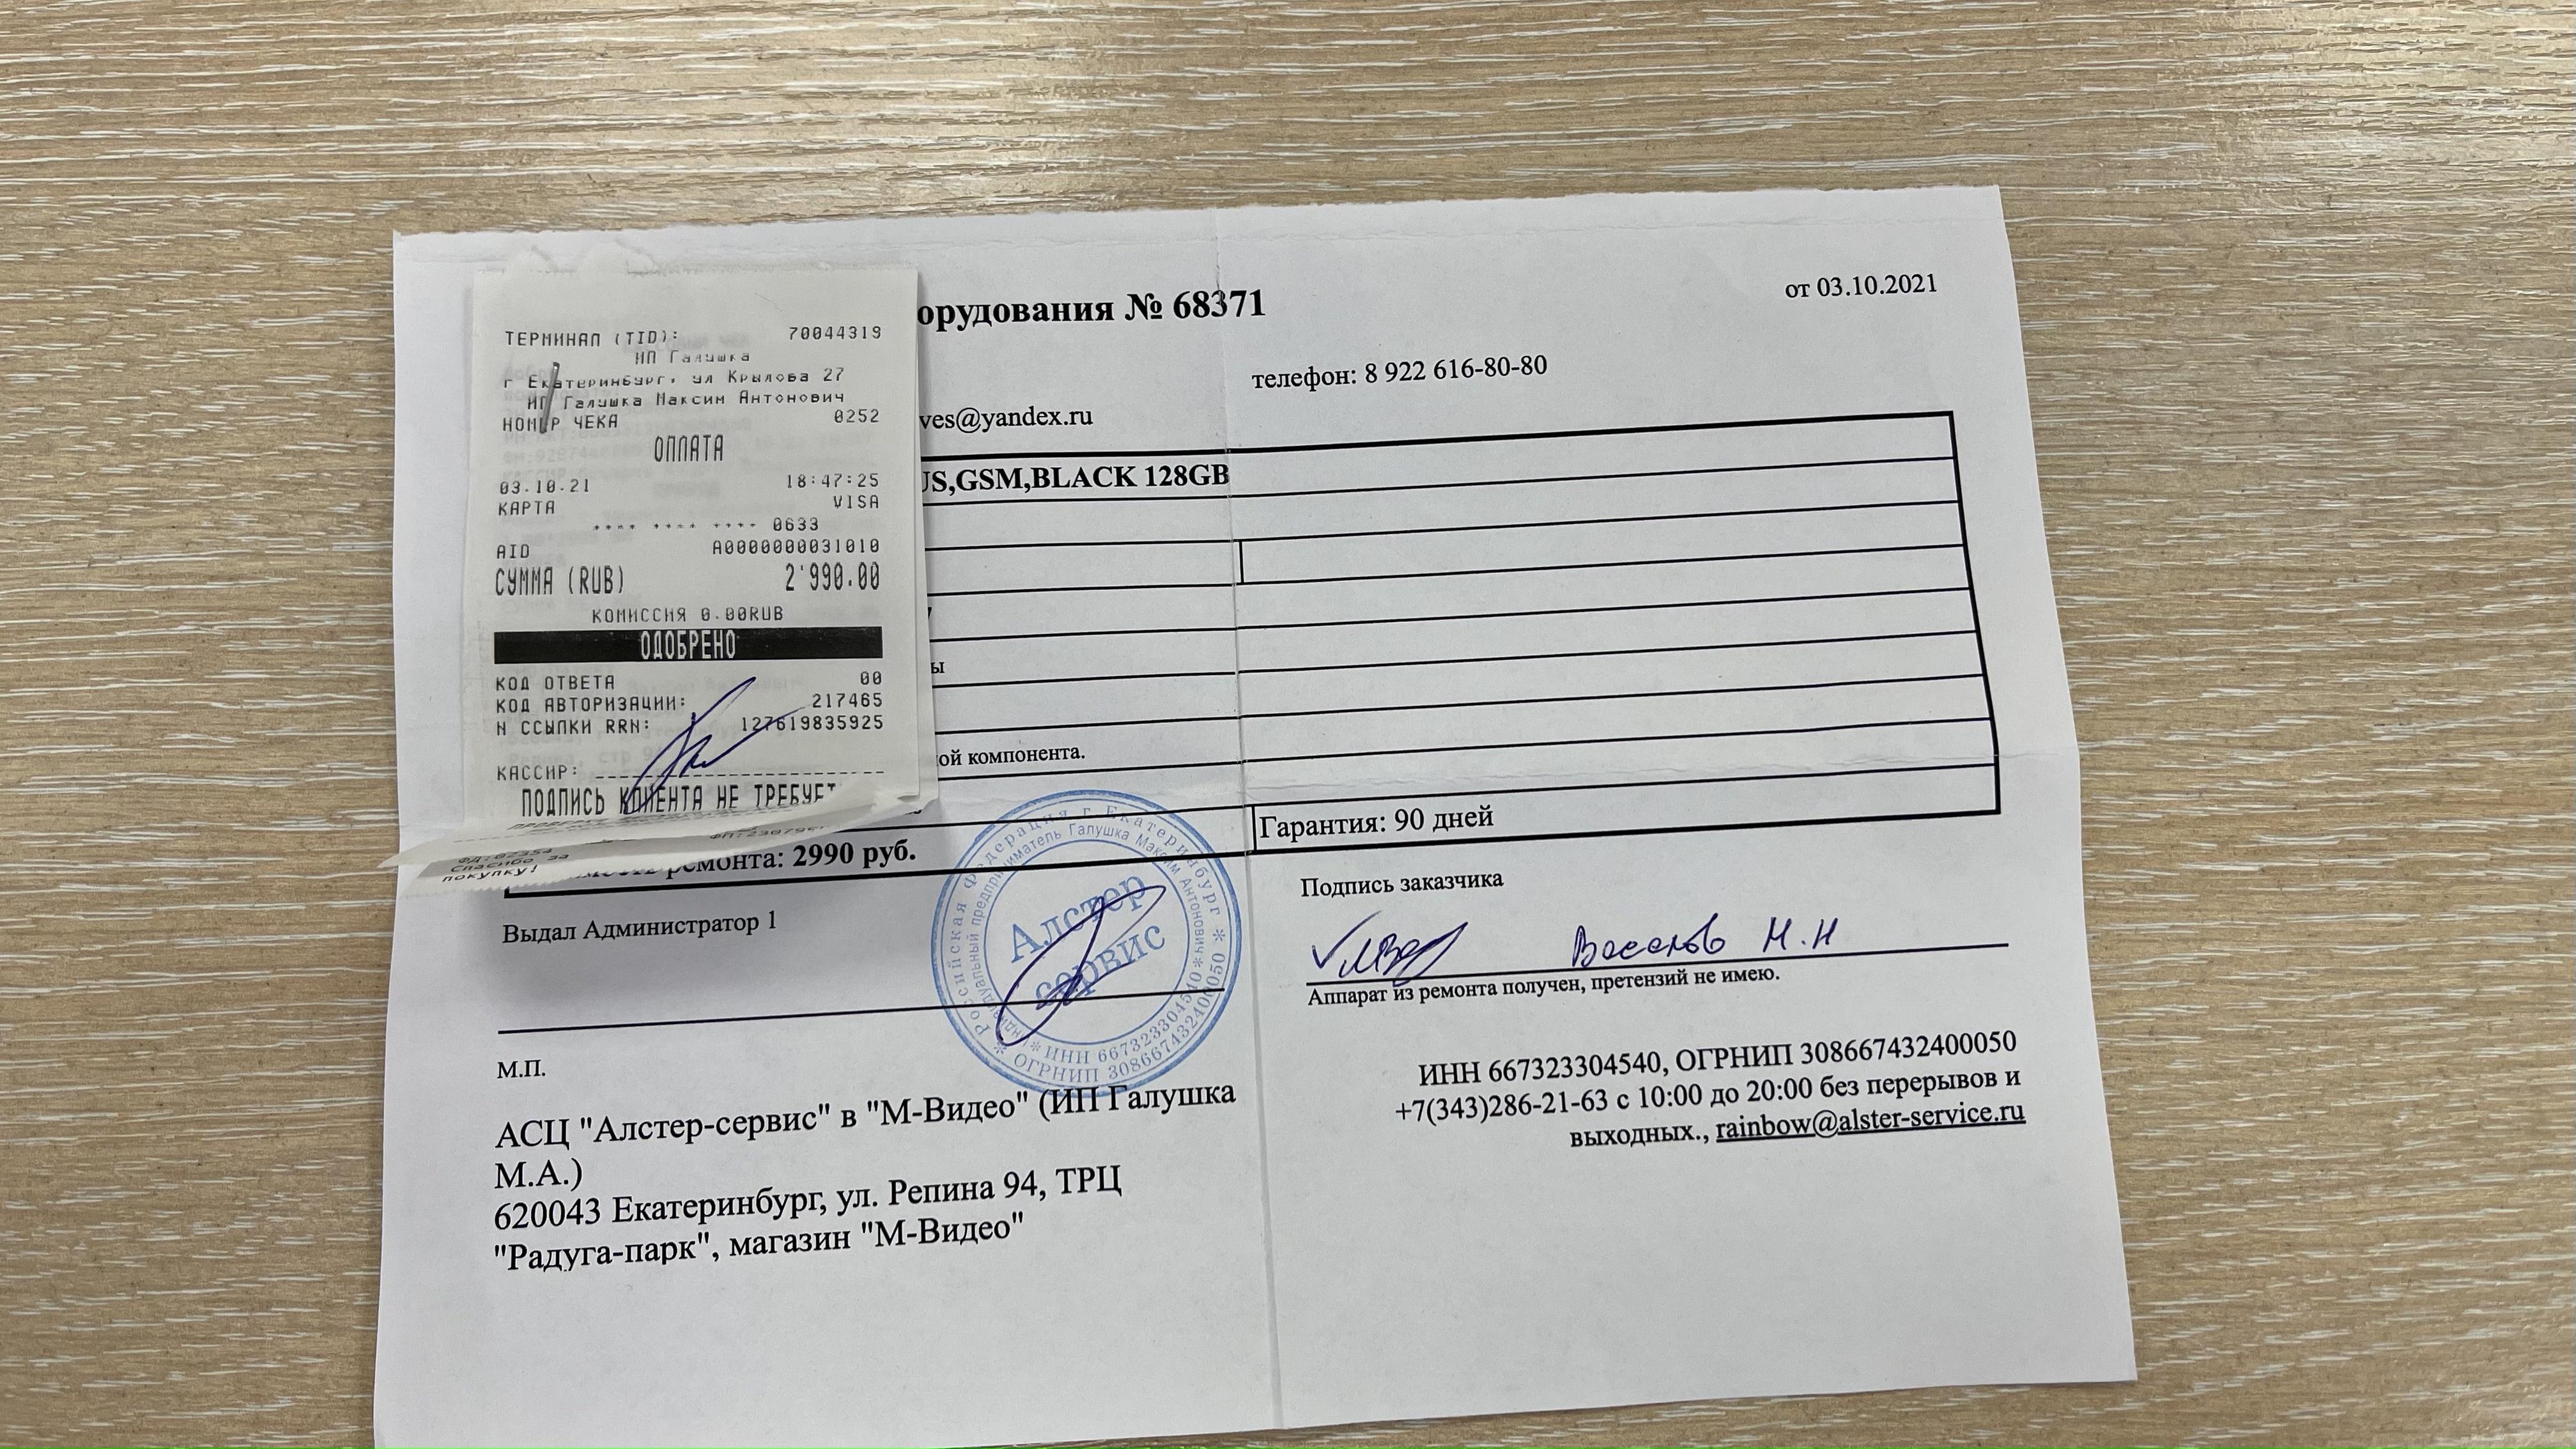 ТЕРМИНАЛ (TID): 70044319
ИП Галушка
г Екатеринбург, ул Крылова 27
ИП Галушка Максим Антонович
НОМЕР ЧЕКА 0252
ОПЛАТА
03.10.21 18:47:25
КАРТА VISA
**** **** **** 0633
AID A0000000031010
СУММА (RUB) 2'990.00
КОМИССИЯ 0.00RUB
ОДОБРЕНО
КОД ОТВЕТА 00
КОД АВТОРИЗАЦИИ: 217465
N ССЫЛКИ RRN: 127619835925
КАССИР:
ПОДПИСЬ КЛИЕНТА НЕ ТРЕБУЕТ
ФД:02354
Спасибо за
покупку!
орудования № 68371
от 03.10.2021
телефон: 8 922 616-80-80
ves@yandex.ru
US,GSM,BLACK 128GB
ы
ой компонента.
ремонта: 2990 руб.
Гарантия: 90 дней
Выдал Администратор 1
Подпись заказчика
М.Н
Аппарат из ремонта получен, претензий не имею.
Российская Федерация г. Екатеринбург
Индивидуальный предприниматель Галушка Максим Антонович
Алстер
сервис
ИНН 667323304540
ОГРНИП 308667432400050
М.П.
АСЦ "Алстер-сервис" в "М-Видео" (ИП Галушка
М.А.)
620043 Екатеринбург, ул. Репина 94, ТРЦ
"Радуга-парк", магазин "М-Видео"
ИНН 667323304540, ОГРНИП 308667432400050
+7(343)286-21-63 с 10:00 до 20:00 без перерывов и
выходных., rainbow@alster-service.ru